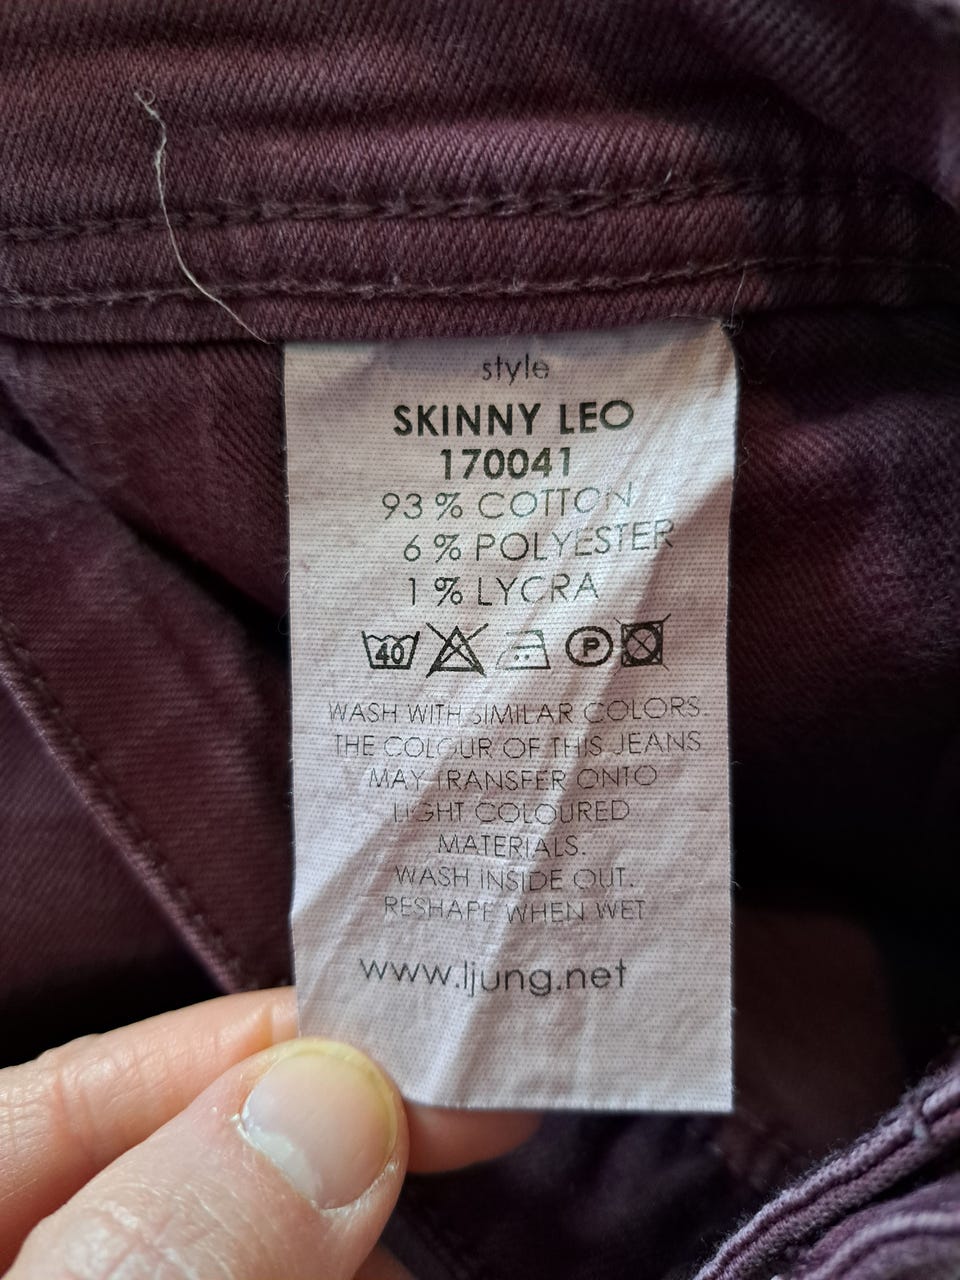 style
SKINNY LEO
170041
93 % COTTON
6 % POLYESTER
1 % LYCRA
40 P
WASH WITH SIMILAR COLORS.
THE COLOUR OF THIS JEANS
MAY TRANSFER ONTO
LIGHT COLOURED
MATERIALS.
WASH INSIDE OUT.
RESHAPE WHEN WET
www.ljung.net